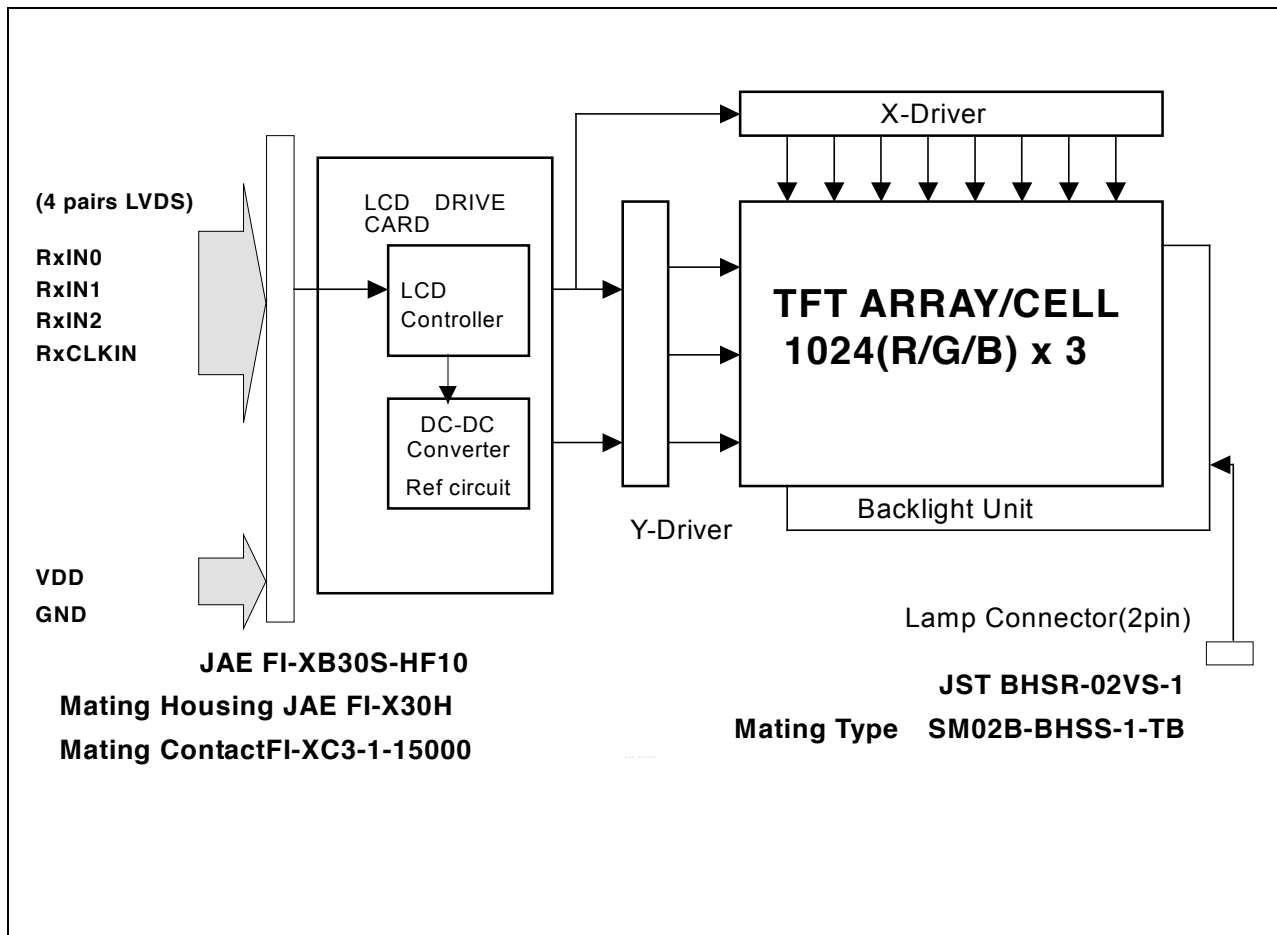 X-Driver
(4 pairs LVDS)
RxIN0
RxIN1
RxIN2
RxCLKIN
LCD DRIVE
CARD
LCD
Controller
DC-DC
Converter
Ref circuit
TFT ARRAY/CELL
1024(R/G/B) x 3
Backlight Unit
Y-Driver
VDD
GND
Lamp Connector(2pin)
JAE FI-XB30S-HF10
Mating Housing JAE FI-X30H
Mating ContactFI-XC3-1-15000
JST BHSR-02VS-1
Mating Type SM02B-BHSS-1-TB